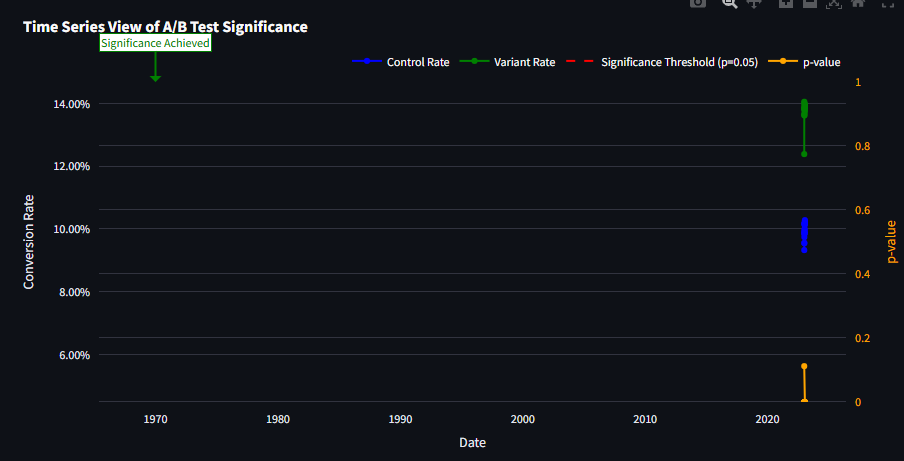 Time Series View of A/B Test Significance
Significance Achieved
Control Rate
Variant Rate
Significance Threshold (p=0.05)
p-value
14.00%
12.00%
10.00%
8.00%
6.00%
Conversion Rate
1
0.8
0.6
0.4
0.2
0
p-value
1970
1980
1990
2000
2010
2020
Date